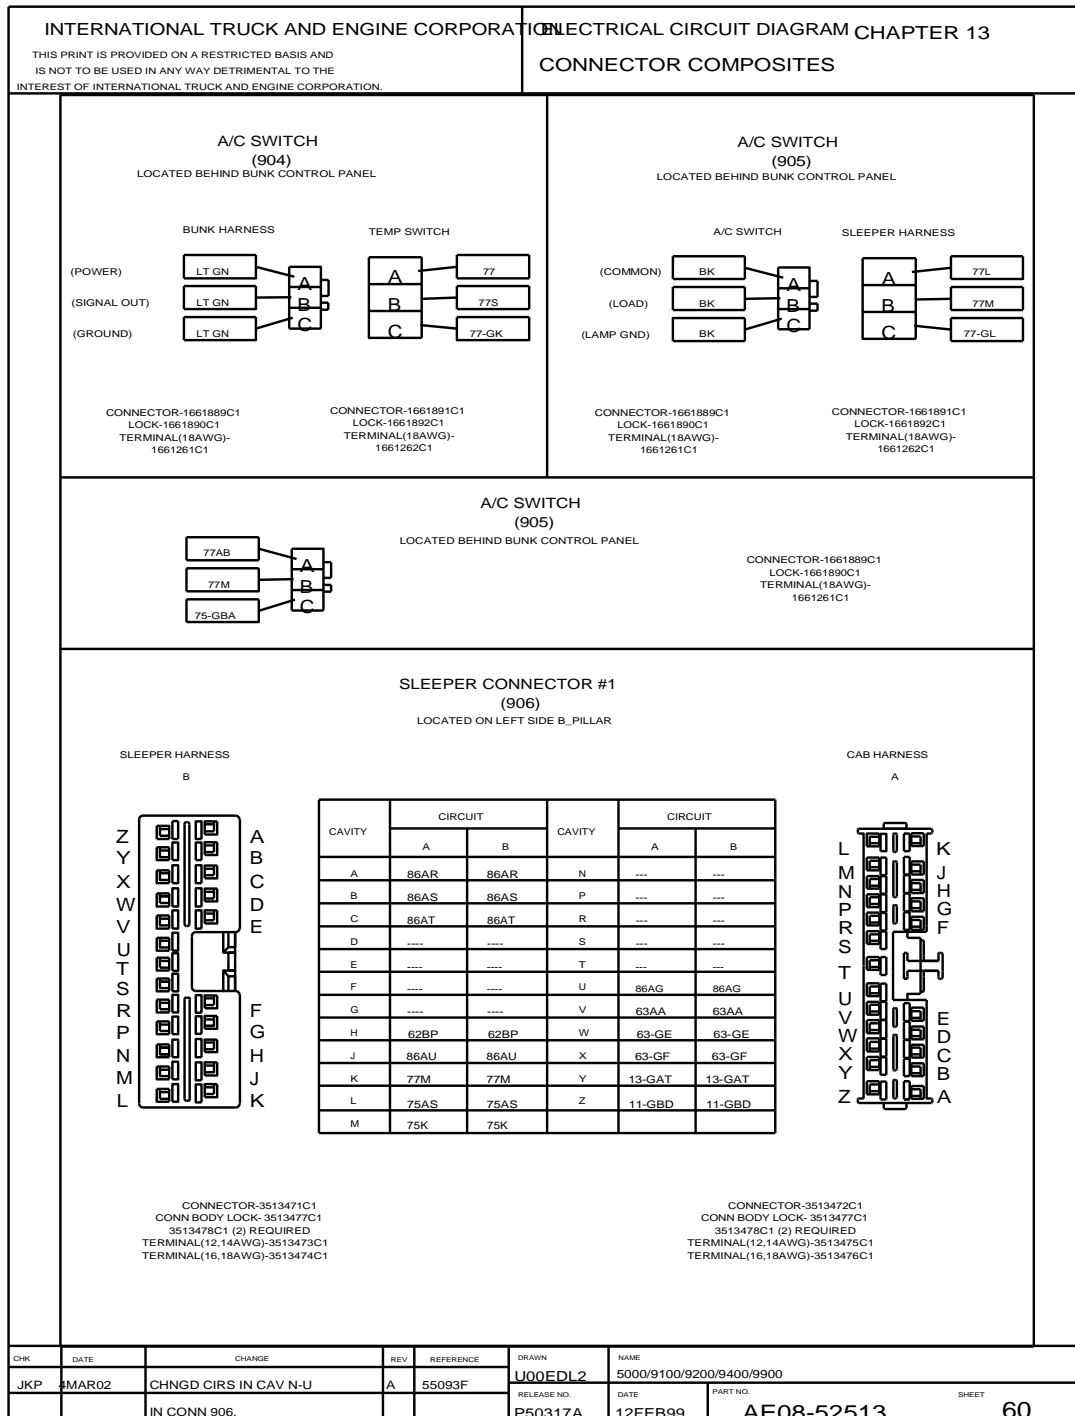 INTERNATIONAL TRUCK AND ENGINE CORPORATION
THIS PRINT IS PROVIDED ON A RESTRICTED BASIS AND
IS NOT TO BE USED IN ANY WAY DETRIMENTAL TO THE
INTEREST OF INTERNATIONAL TRUCK AND ENGINE CORPORATION.
ELECTRICAL CIRCUIT DIAGRAM CHAPTER 13
CONNECTOR COMPOSITES
A/C SWITCH
(904)
LOCATED BEHIND BUNK CONTROL PANEL
BUNK HARNESS TEMP SWITCH
(POWER) LT GN A A 77
(SIGNAL OUT) LT GN B B 77S
(GROUND) LT GN C C 77-GK
CONNECTOR-1661889C1
LOCK-1661890C1
TERMINAL(18AWG)-
1661261C1
CONNECTOR-1661891C1
LOCK-1661892C1
TERMINAL(18AWG)-
1661262C1
A/C SWITCH
(905)
LOCATED BEHIND BUNK CONTROL PANEL
A/C SWITCH SLEEPER HARNESS
(COMMON) BK A A 77L
(LOAD) BK B B 77M
(LAMP GND) BK C C 77-GL
CONNECTOR-1661889C1
LOCK-1661890C1
TERMINAL(18AWG)-
1661261C1
CONNECTOR-1661891C1
LOCK-1661892C1
TERMINAL(18AWG)-
1661262C1
A/C SWITCH
(905)
LOCATED BEHIND BUNK CONTROL PANEL
77AB A
77M B
75-GBA C
CONNECTOR-1661889C1
LOCK-1661890C1
TERMINAL(18AWG)-
1661261C1
SLEEPER CONNECTOR #1
(906)
LOCATED ON LEFT SIDE B_PILLAR
SLEEPER HARNESS
B
Z A
Y B
X C
W D
V E
U
T
S
R F
P G
N H
M J
L K
CAVITY CIRCUIT CAVITY CIRCUIT
A B A B
A 86AR 86AR N --- ---
B 86AS 86AS P --- ---
C 86AT 86AT R --- ---
D ---- ---- S --- ---
E ---- ---- T --- ---
F ---- ---- U 86AG 86AG
G ---- ---- V 63AA 63AA
H 62BP 62BP W 63-GE 63-GE
J 86AU 86AU X 63-GF 63-GF
K 77M 77M Y 13-GAT 13-GAT
L 75AS 75AS Z 11-GBD 11-GBD
M 75K 75K
CAB HARNESS
A
L K
M J
N H
P G
R F
S
T
U
V E
W D
X C
Y B
Z A
CONNECTOR-3513471C1
CONN BODY LOCK- 3513477C1
3513478C1 (2) REQUIRED
TERMINAL(12,14AWG)-3513473C1
TERMINAL(16,18AWG)-3513474C1
CONNECTOR-3513472C1
CONN BODY LOCK- 3513477C1
3513478C1 (2) REQUIRED
TERMINAL(12,14AWG)-3513475C1
TERMINAL(16,18AWG)-3513476C1
CHK DATE CHANGE REV REFERENCE
JKP 4MAR02 CHNGD CIRS IN CAV N-U A 55093F
IN CONN 906.
DRAWN
U00EDL2
NAME
5000/9100/9200/9400/9900
RELEASE NO.
P50317A
DATE
12FEB99
PART NO.
AE08-52513
SHEET
60